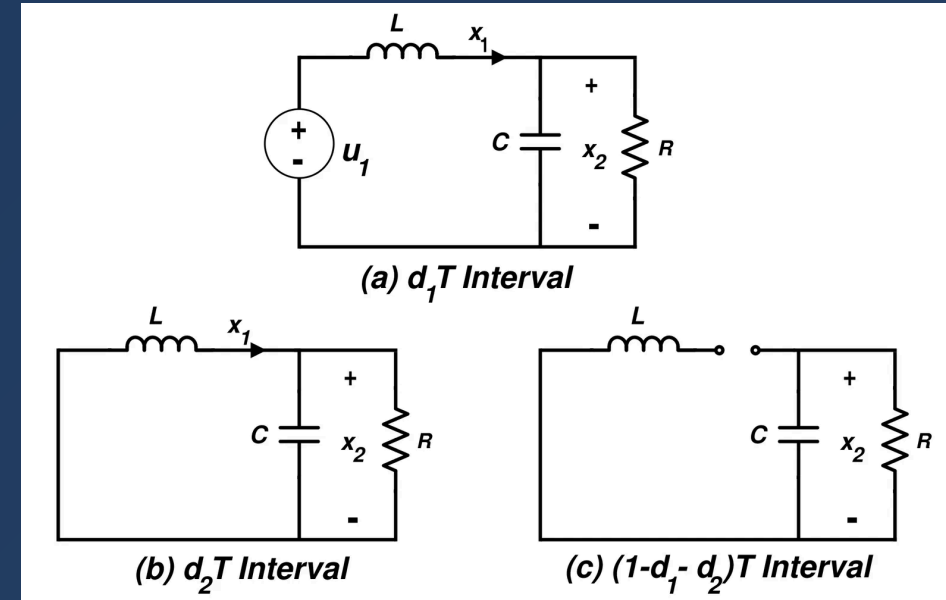 L
x₁
+
+
-
u₁
C
x₂
R
-
(a) d₁T Interval
L
x₁
+
C
x₂
R
-
(b) d₂T Interval
L
+
C
x₂
R
-
(c) (1-d₁- d₂)T Interval